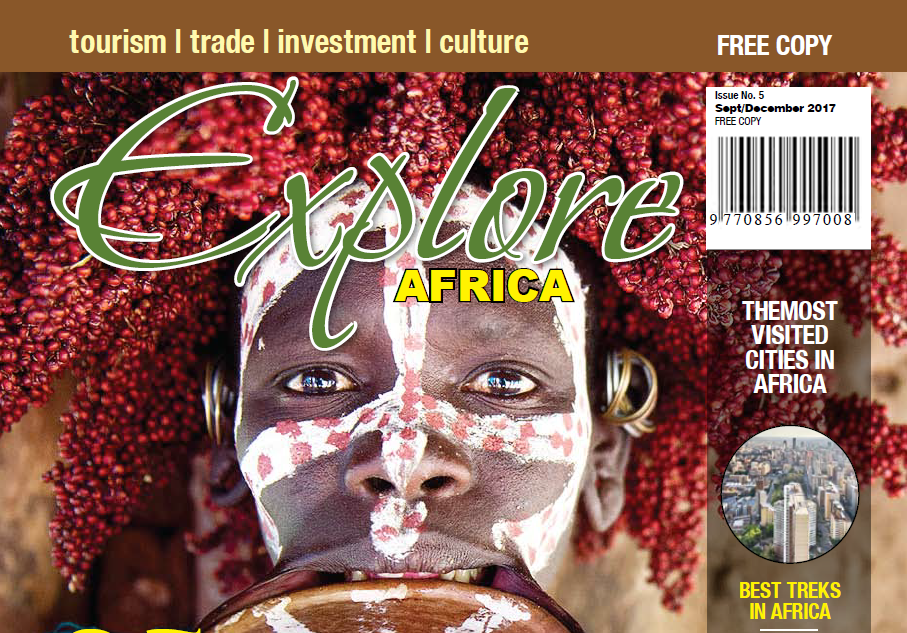 tourism | trade | investment | culture
FREE COPY
Issue No. 5
Sept/December 2017
FREE COPY
9 770856 997008
Explore
AFRICA
THEMOST
VISITED
CITIES IN
AFRICA
BEST TREKS
IN AFRICA